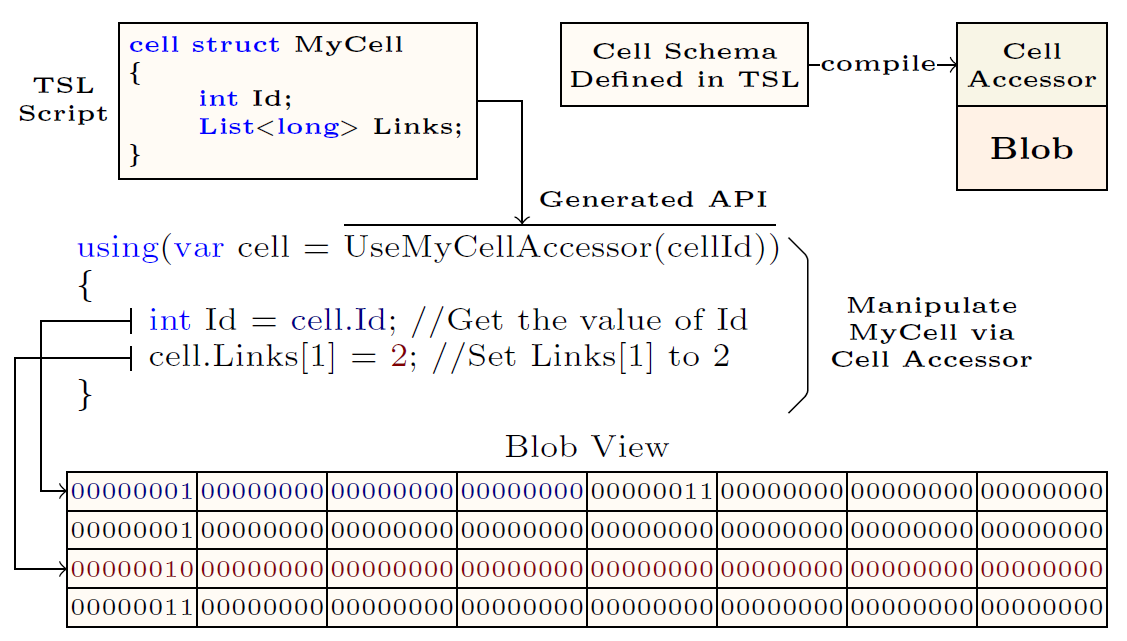 TSL
Script
cell struct MyCell
{
int Id;
List<long> Links;
}
Cell Schema
Defined in TSL
compile
Cell
Accessor
Blob
Generated API
using(var cell = UseMyCellAccessor(cellId))
{
int Id = cell.Id; //Get the value of Id
cell.Links[1] = 2; //Set Links[1] to 2
}
Manipulate
MyCell via
Cell Accessor
Blob View
00000001 00000000 00000000 00000000 00000011 00000000 00000000 00000000
00000001 00000000 00000000 00000000 00000000 00000000 00000000 00000000
00000010 00000000 00000000 00000000 00000000 00000000 00000000 00000000
00000011 00000000 00000000 00000000 00000000 00000000 00000000 00000000